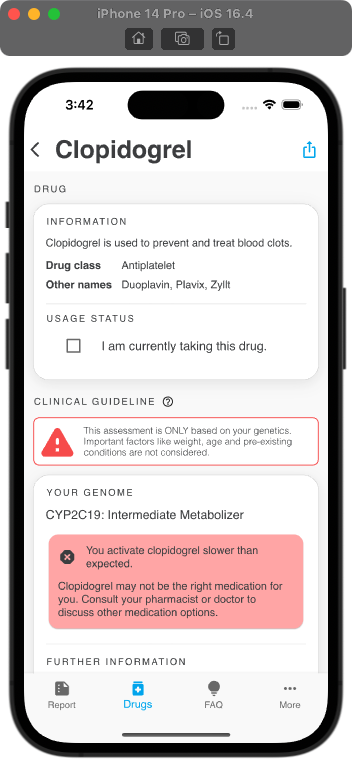 iPhone 14 Pro – iOS 16.4
3:42
Clopidogrel
DRUG
INFORMATION
Clopidogrel is used to prevent and treat blood clots.
Drug class Antiplatelet
Other names Duoplavin, Plavix, Zyllt
USAGE STATUS
I am currently taking this drug.
CLINICAL GUIDELINE
This assessment is ONLY based on your genetics.
Important factors like weight, age and pre-existing
conditions are not considered.
YOUR GENOME
CYP2C19: Intermediate Metabolizer
You activate clopidogrel slower than
expected.
Clopidogrel may not be the right medication for
you. Consult your pharmacist or doctor to
discuss other medication options.
FURTHER INFORMATION
Report Drugs FAQ More